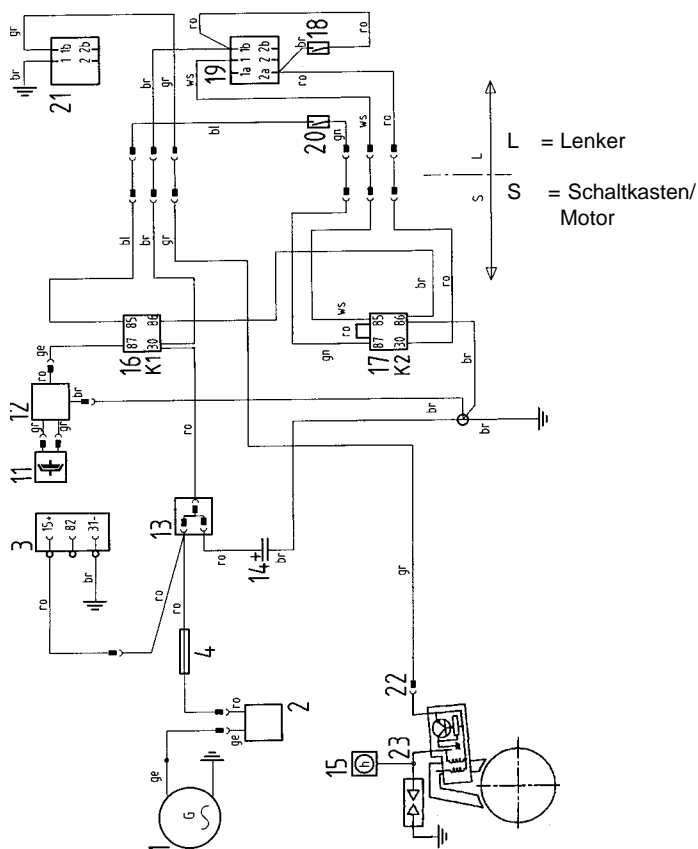 gr
br
1 1b
2 2b
21
ro
br
gr
ws
1 1b
1a 2 2b
2a
19
br
18
ro
bl
20
gn
ws
ro
L
S
L = Lenker
S = Schaltkasten/
Motor
bl
br
gr
ge
ro
87 85
30 86
16
K1
12
br
gr
gr
11
ws
ro
gn
87 85
30 86
17
K2
br
ro
br
br
br
3
15+
82
31-
ro
br
ro
13
ro
14
+
br
ro
4
ro
ge
2
ge
G
1
gr
22
23
15
h